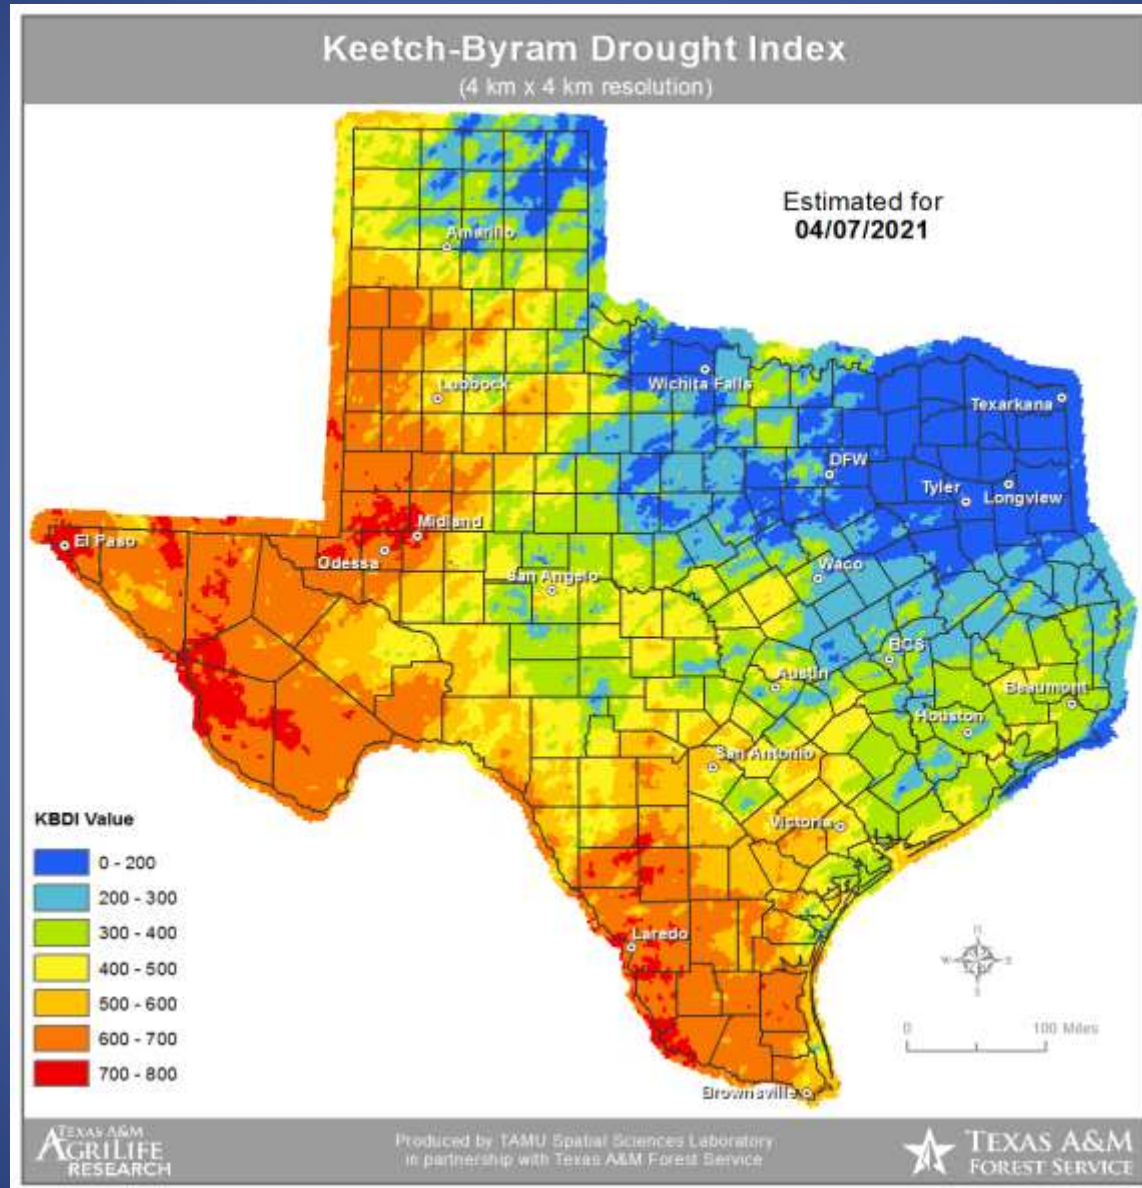 Keetch-Byram Drought Index
(4 km x 4 km resolution)
Estimated for
04/07/2021
Amarillo
Lubbock
Wichita Falls
Texarkana
DFW
Tyler
Longview
Midland
El Paso
Odessa
San Angelo
Waco
BCS
Austin
Beaumont
Houston
San Antonio
Victoria
Laredo
Brownsville
KBDI Value
0 - 200
200 - 300
300 - 400
400 - 500
500 - 600
600 - 700
700 - 800
N
W E
S
0 100 Miles
TEXAS A&M
AGRILIFE
RESEARCH
Produced by TAMU Spatial Sciences Laboratory
in partnership with Texas A&M Forest Service
TEXAS A&M
FOREST SERVICE